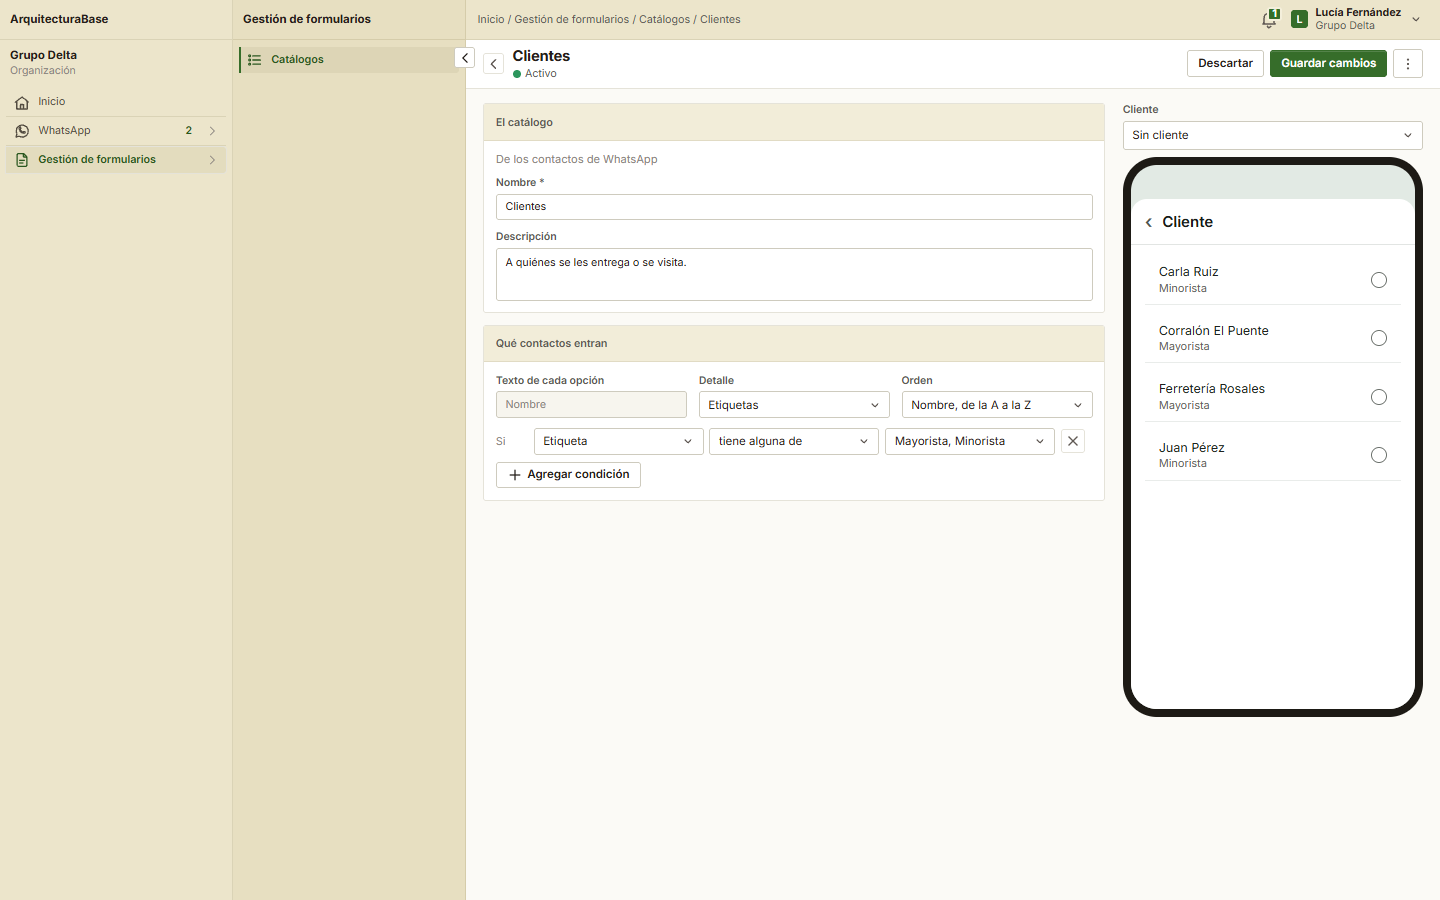 ArquitecturaBase
Grupo Delta
Organización
Inicio
WhatsApp 2
Gestión de formularios
Gestión de formularios
Catálogos
Inicio / Gestión de formularios / Catálogos / Clientes
1
L
Lucía Fernández
Grupo Delta
Clientes
Activo
Descartar
Guardar cambios
El catálogo
De los contactos de WhatsApp
Nombre *
Clientes
Descripción
A quiénes se les entrega o se visita.
Qué contactos entran
Texto de cada opción Detalle Orden
Nombre Etiquetas Nombre, de la A a la Z
Si Etiqueta tiene alguna de Mayorista, Minorista
Agregar condición
Cliente
Sin cliente
Cliente
Carla Ruiz
Minorista
Corralón El Puente
Mayorista
Ferretería Rosales
Mayorista
Juan Pérez
Minorista